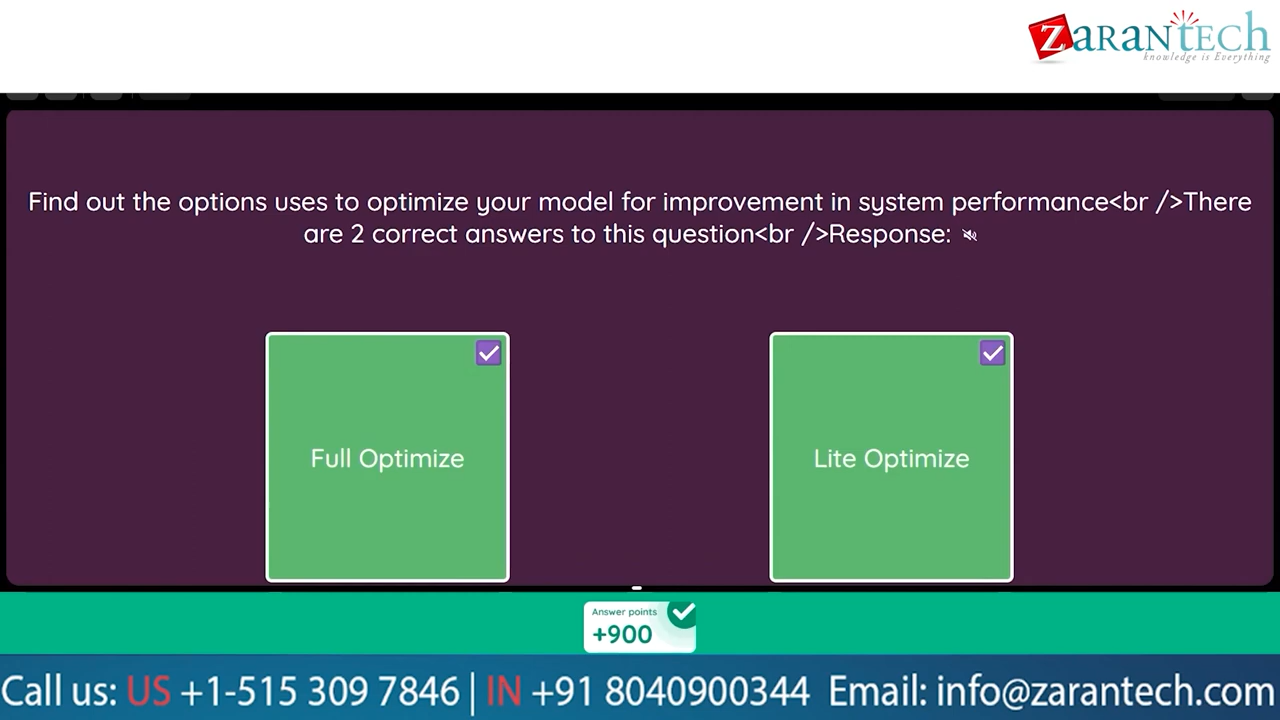 ZARANTECH
knowledge is Everything
Find out the options uses to optimize your model for improvement in system performance<br />There
are 2 correct answers to this question<br />Response:
Full Optimize
Lite Optimize
Answer points
+900
Call us: US +1-515 309 7846 | IN +91 8040900344 Email: info@zarantech.com